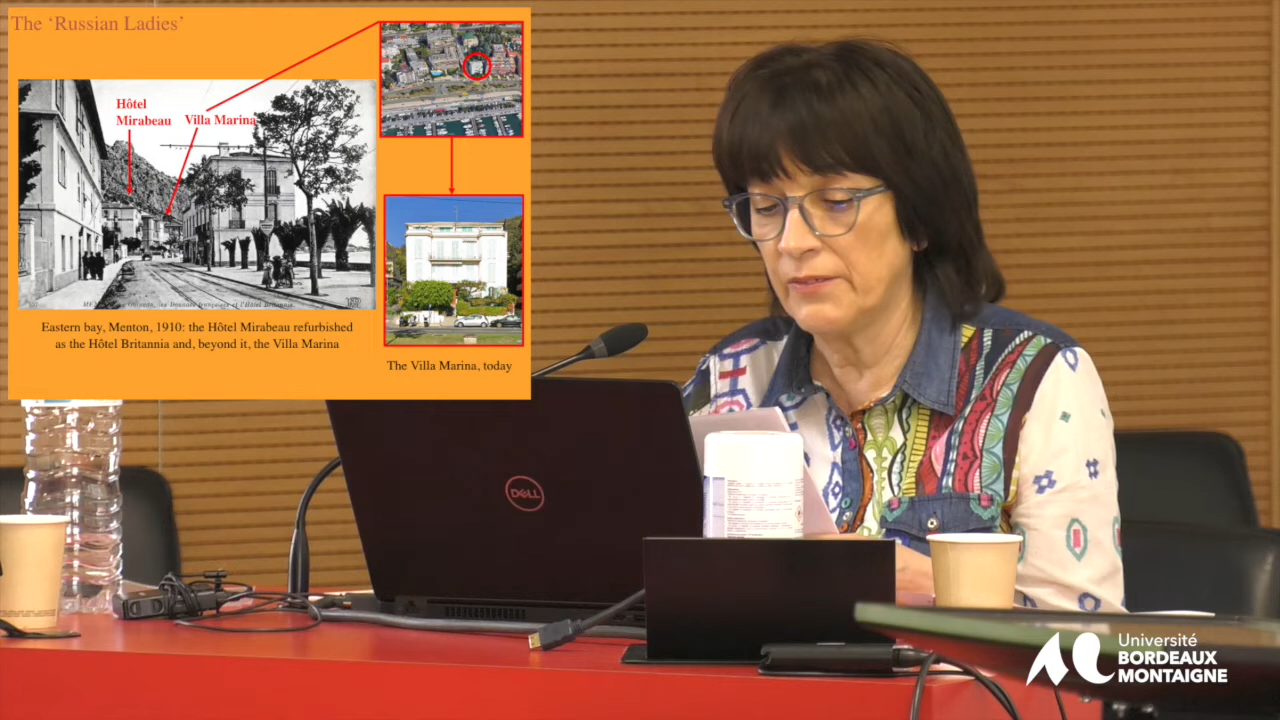 The ‘Russian Ladies’
Hôtel
Mirabeau
Villa Marina
Eastern bay, Menton, 1910: the Hôtel Mirabeau refurbished
as the Hôtel Britannia and, beyond it, the Villa Marina
The Villa Marina, today
DELL
Université
BORDEAUX
MONTAIGNE